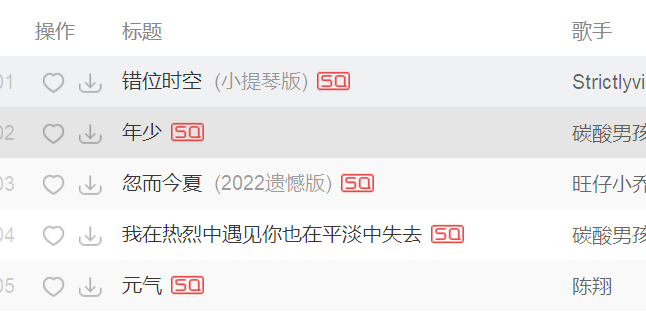 操作 标题 歌手
01 错位时空 (小提琴版) SQ Strictlyvi
02 年少 SQ 碳酸男孩
03 忽而今夏 (2022遗憾版) SQ 旺仔小乔
04 我在热烈中遇见你也在平淡中失去 SQ 碳酸男孩
05 元气 SQ 陈翔